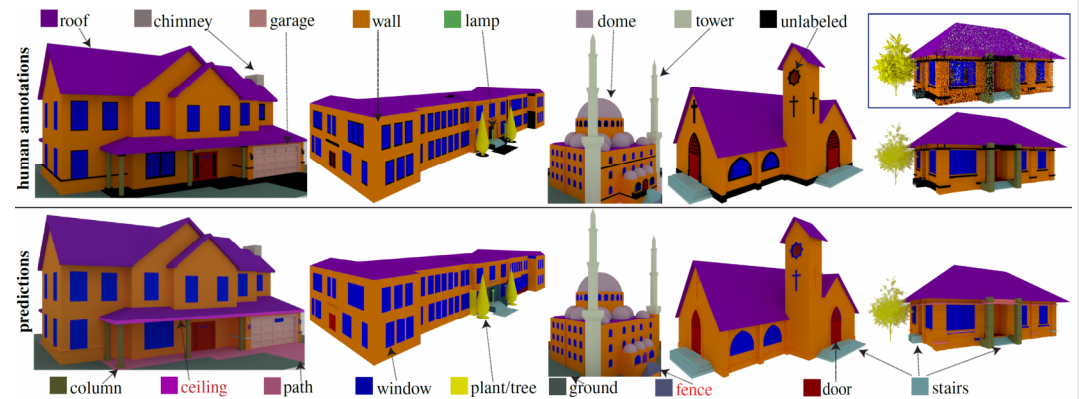 roof chimney garage wall lamp dome tower unlabeled
human annotations
predictions
column ceiling path window plant/tree ground fence door stairs